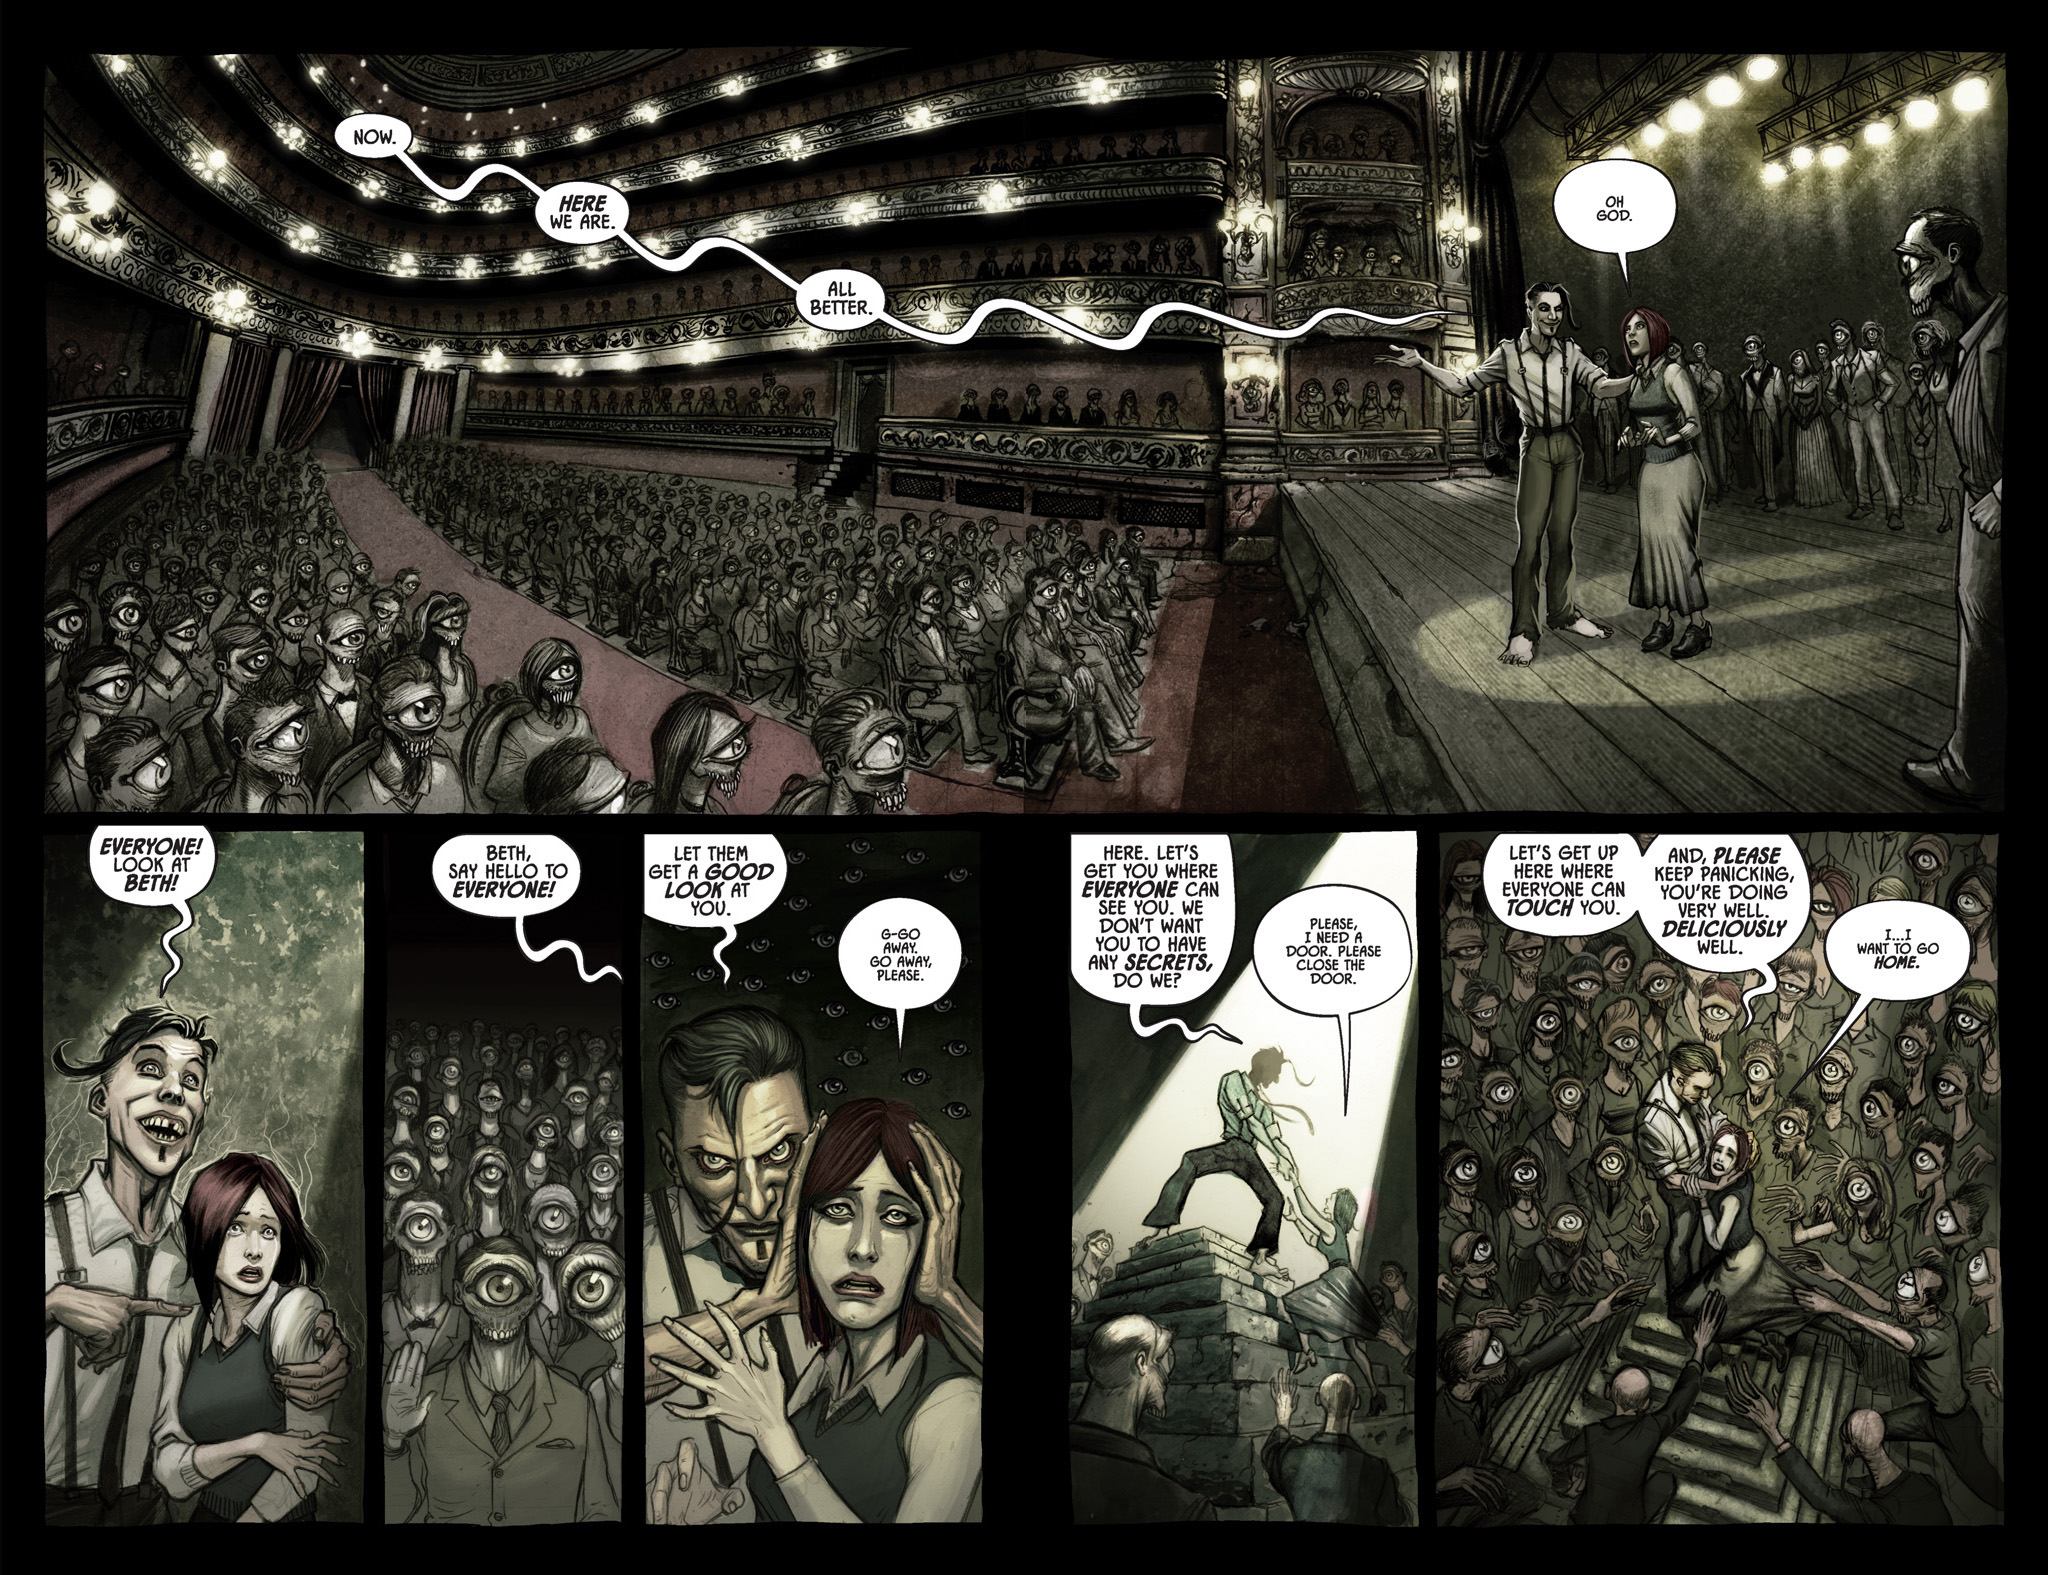 NOW.
HERE
WE ARE.
ALL
BETTER.
OH
GOD.
EVERYONE!
LOOK AT
BETH!
BETH,
SAY HELLO TO
EVERYONE!
LET THEM
GET A GOOD
LOOK AT
YOU.
G-GO
AWAY.
GO AWAY,
PLEASE.
HERE. LET'S
GET YOU WHERE
EVERYONE CAN
SEE YOU. WE
DON'T WANT
YOU TO HAVE
ANY SECRETS,
DO WE?
PLEASE,
I NEED A
DOOR. PLEASE
CLOSE THE
DOOR.
LET'S GET UP
HERE WHERE
EVERYONE CAN
TOUCH YOU.
AND, PLEASE
KEEP PANICKING,
YOU'RE DOING
VERY WELL.
DELICIOUSLY
WELL.
I...I
WANT TO GO
HOME.